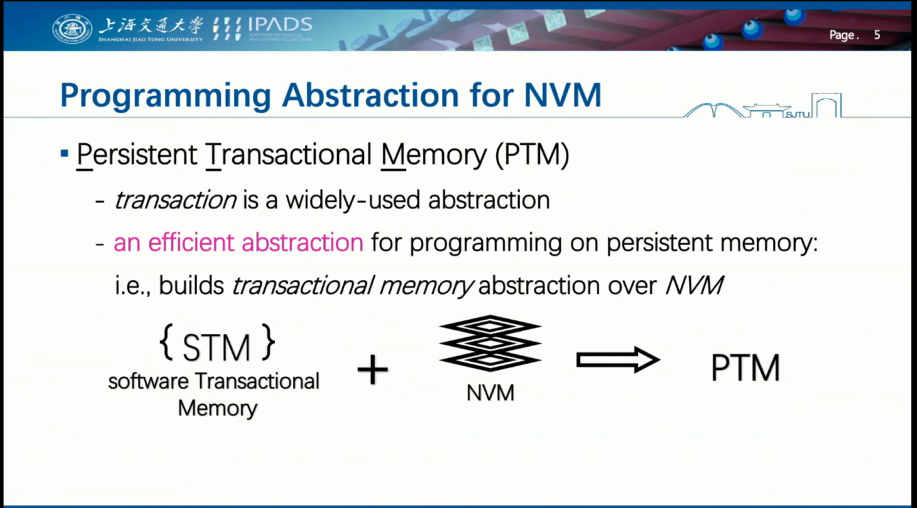 上海交通大学
SHANGHAI JIAO TONG UNIVERSITY
IPADS
INSTITUTE OF PARALLEL
AND DISTRIBUTED SYSTEMS
Page . 5
Programming Abstraction for NVM
SJTU
▪ Persistent Transactional Memory (PTM)
- transaction is a widely-used abstraction
- an efficient abstraction for programming on persistent memory:
i.e., builds transactional memory abstraction over NVM
{ STM }
software Transactional
Memory
+
NVM
PTM